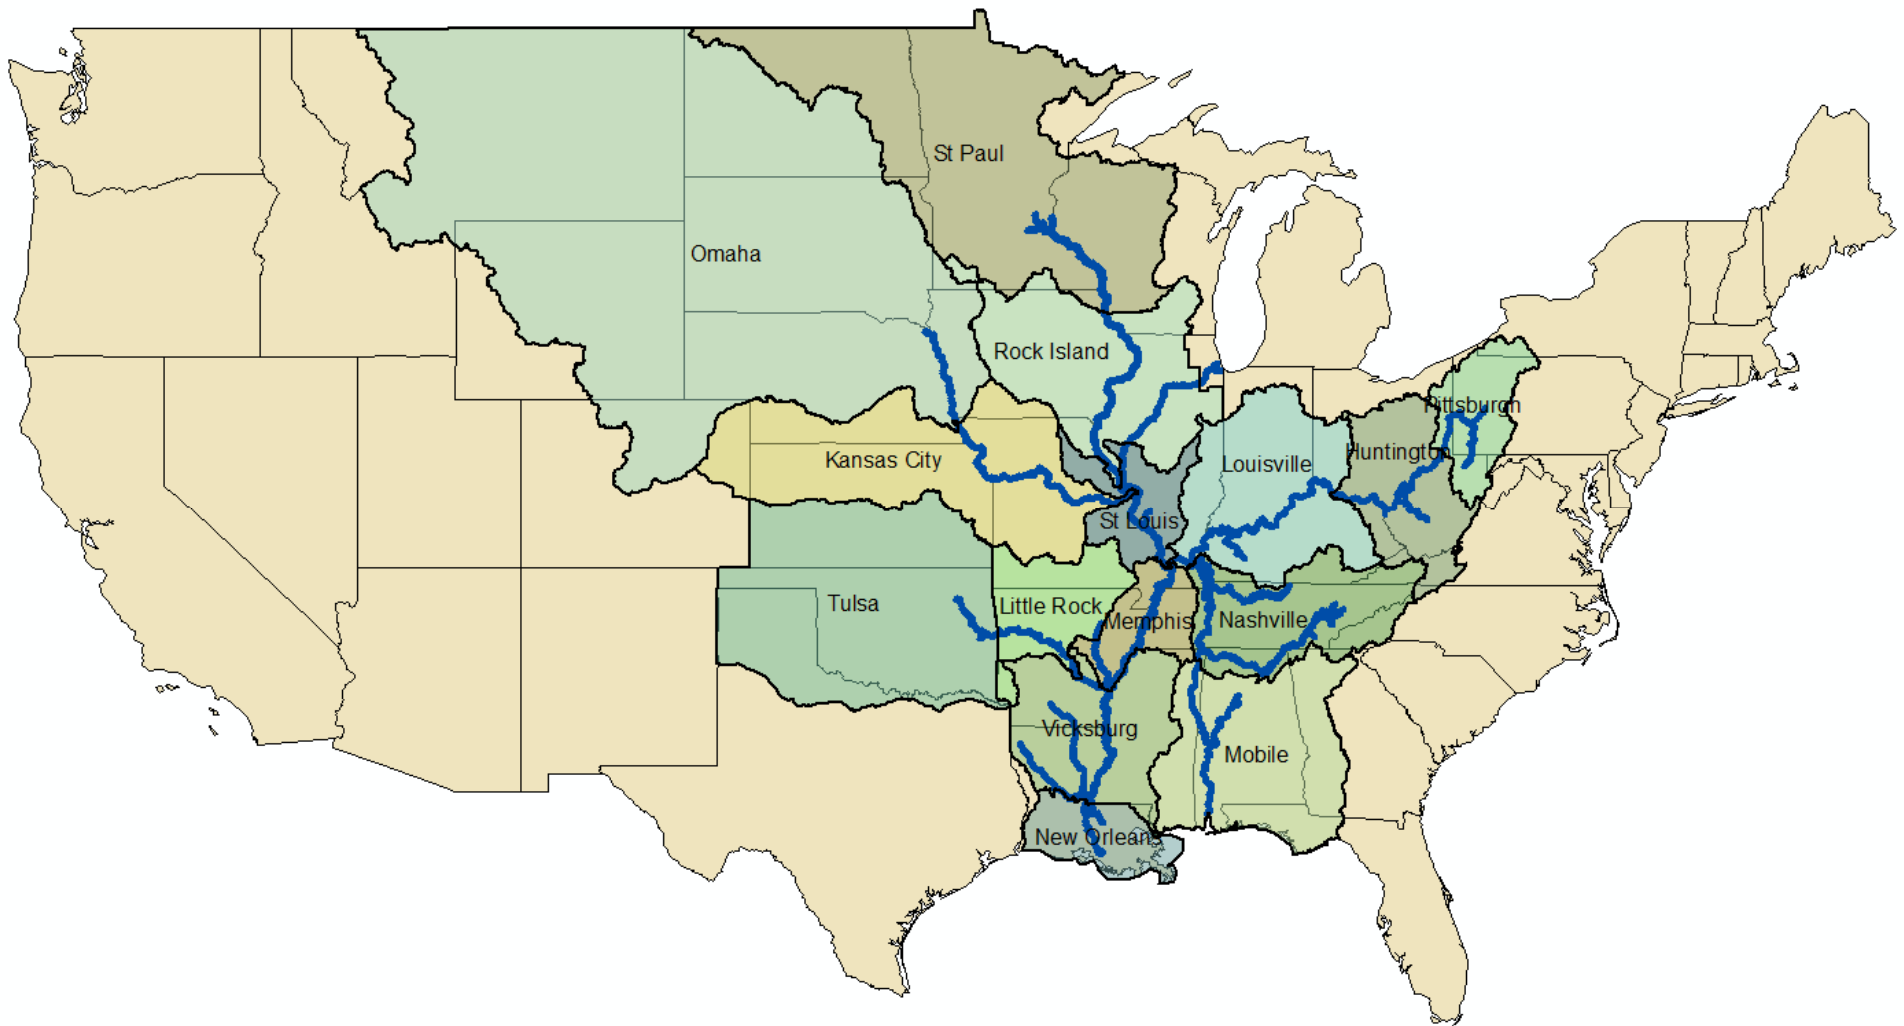 St Paul
Omaha
Rock Island
Pittsburgh
Kansas City
Louisville
Huntington
St Louis
Tulsa
Little Rock
Memphis
Nashville
Vicksburg
Mobile
New Orleans